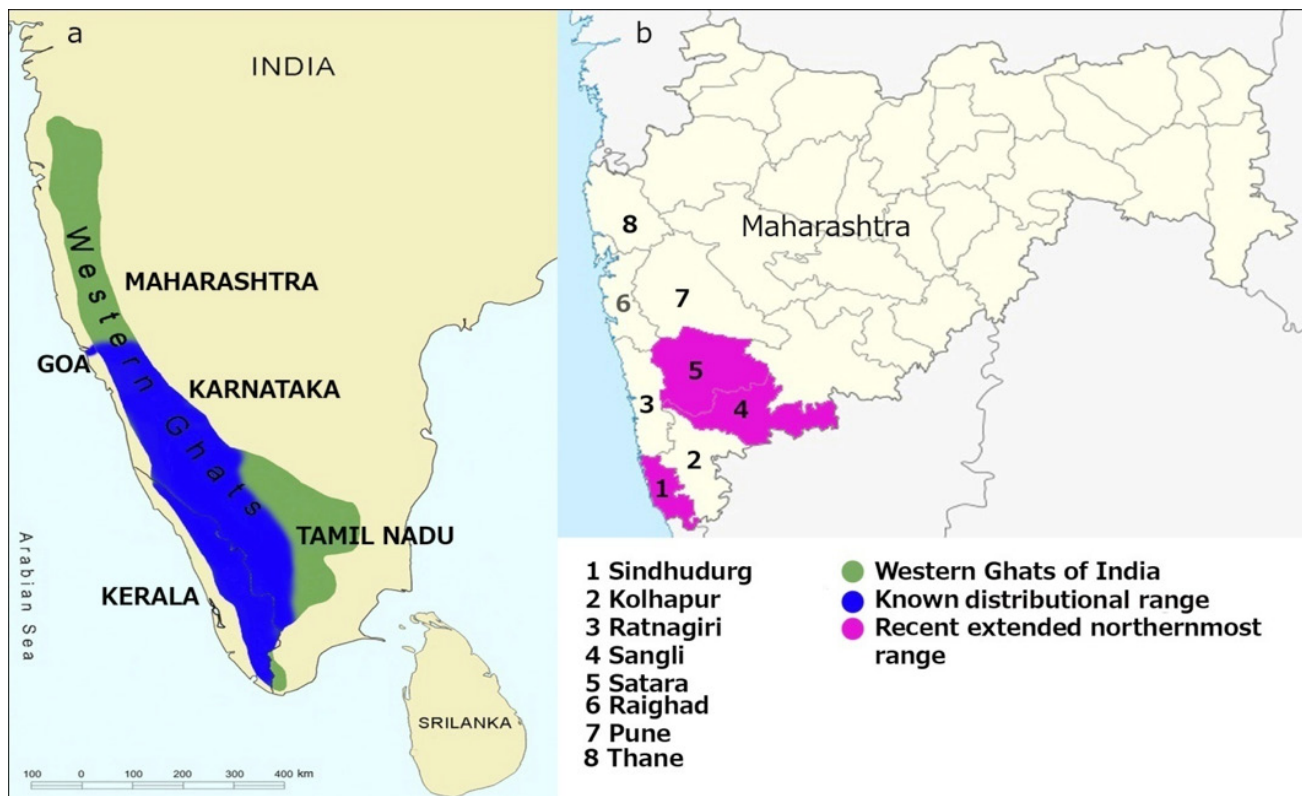 a
INDIA
Western Ghats
MAHARASHTRA
GOA
KARNATAKA
TAMIL NADU
KERALA
Arabian Sea
SRILANKA
100 0 100 200 300 400 km
b
Maharashtra
8
7
6
5
4
3
2
1
1 Sindhudurg
2 Kolhapur
3 Ratnagiri
4 Sangli
5 Satara
6 Raighad
7 Pune
8 Thane
Western Ghats of India
Known distributional range
Recent extended northernmost
range